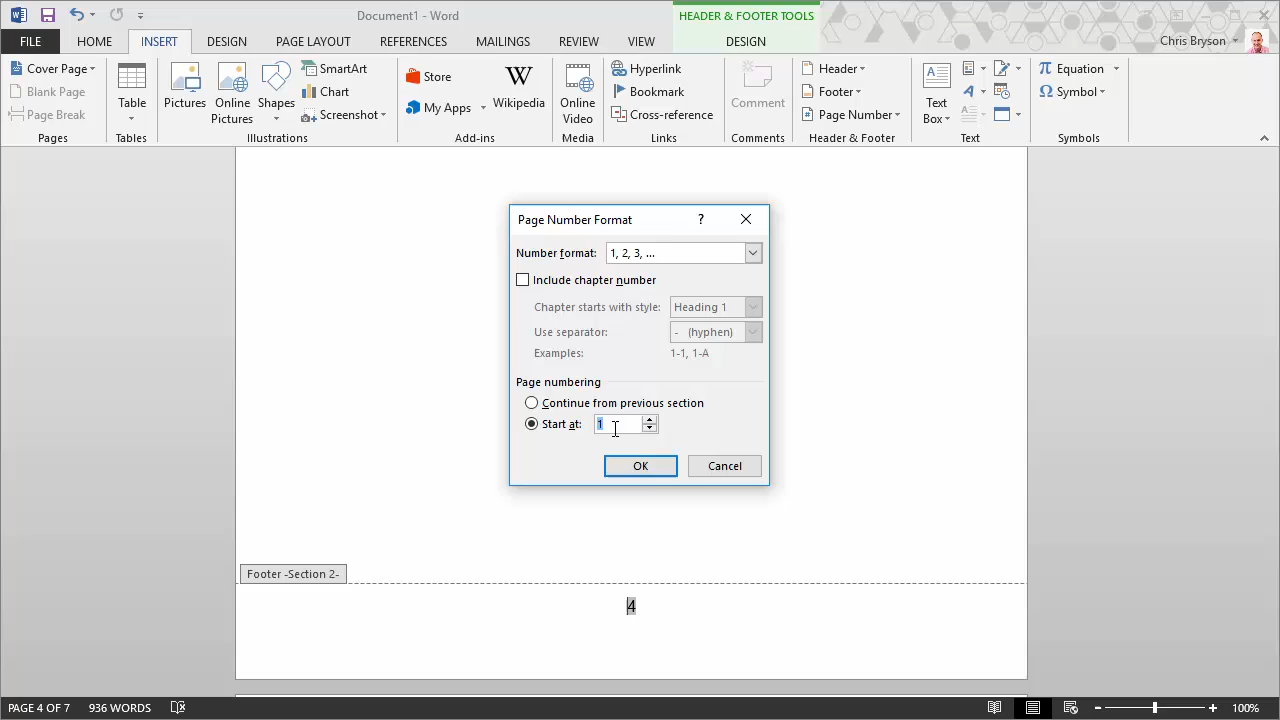 Document1 - Word
HEADER & FOOTER TOOLS
FILE
HOME
INSERT
DESIGN
PAGE LAYOUT
REFERENCES
MAILINGS
REVIEW
VIEW
DESIGN
Chris Bryson
Cover Page
Blank Page
Page Break
Pages
Table
Tables
Pictures
Online
Pictures
Shapes
SmartArt
Chart
Screenshot
Illustrations
Store
My Apps
W
Wikipedia
Add-ins
Online
Video
Media
Hyperlink
Bookmark
Cross-reference
Links
Comment
Comments
Header
Footer
Page Number
Header & Footer
Text
Box
Text
Equation
Symbol
Symbols
Page Number Format
?
Number format: 1, 2, 3, ...
Include chapter number
Chapter starts with style: Heading 1
Use separator: - (hyphen)
Examples: 1-1, 1-A
Page numbering
Continue from previous section
Start at: 1
OK
Cancel
Footer -Section 2-
4
PAGE 4 OF 7
936 WORDS
100%